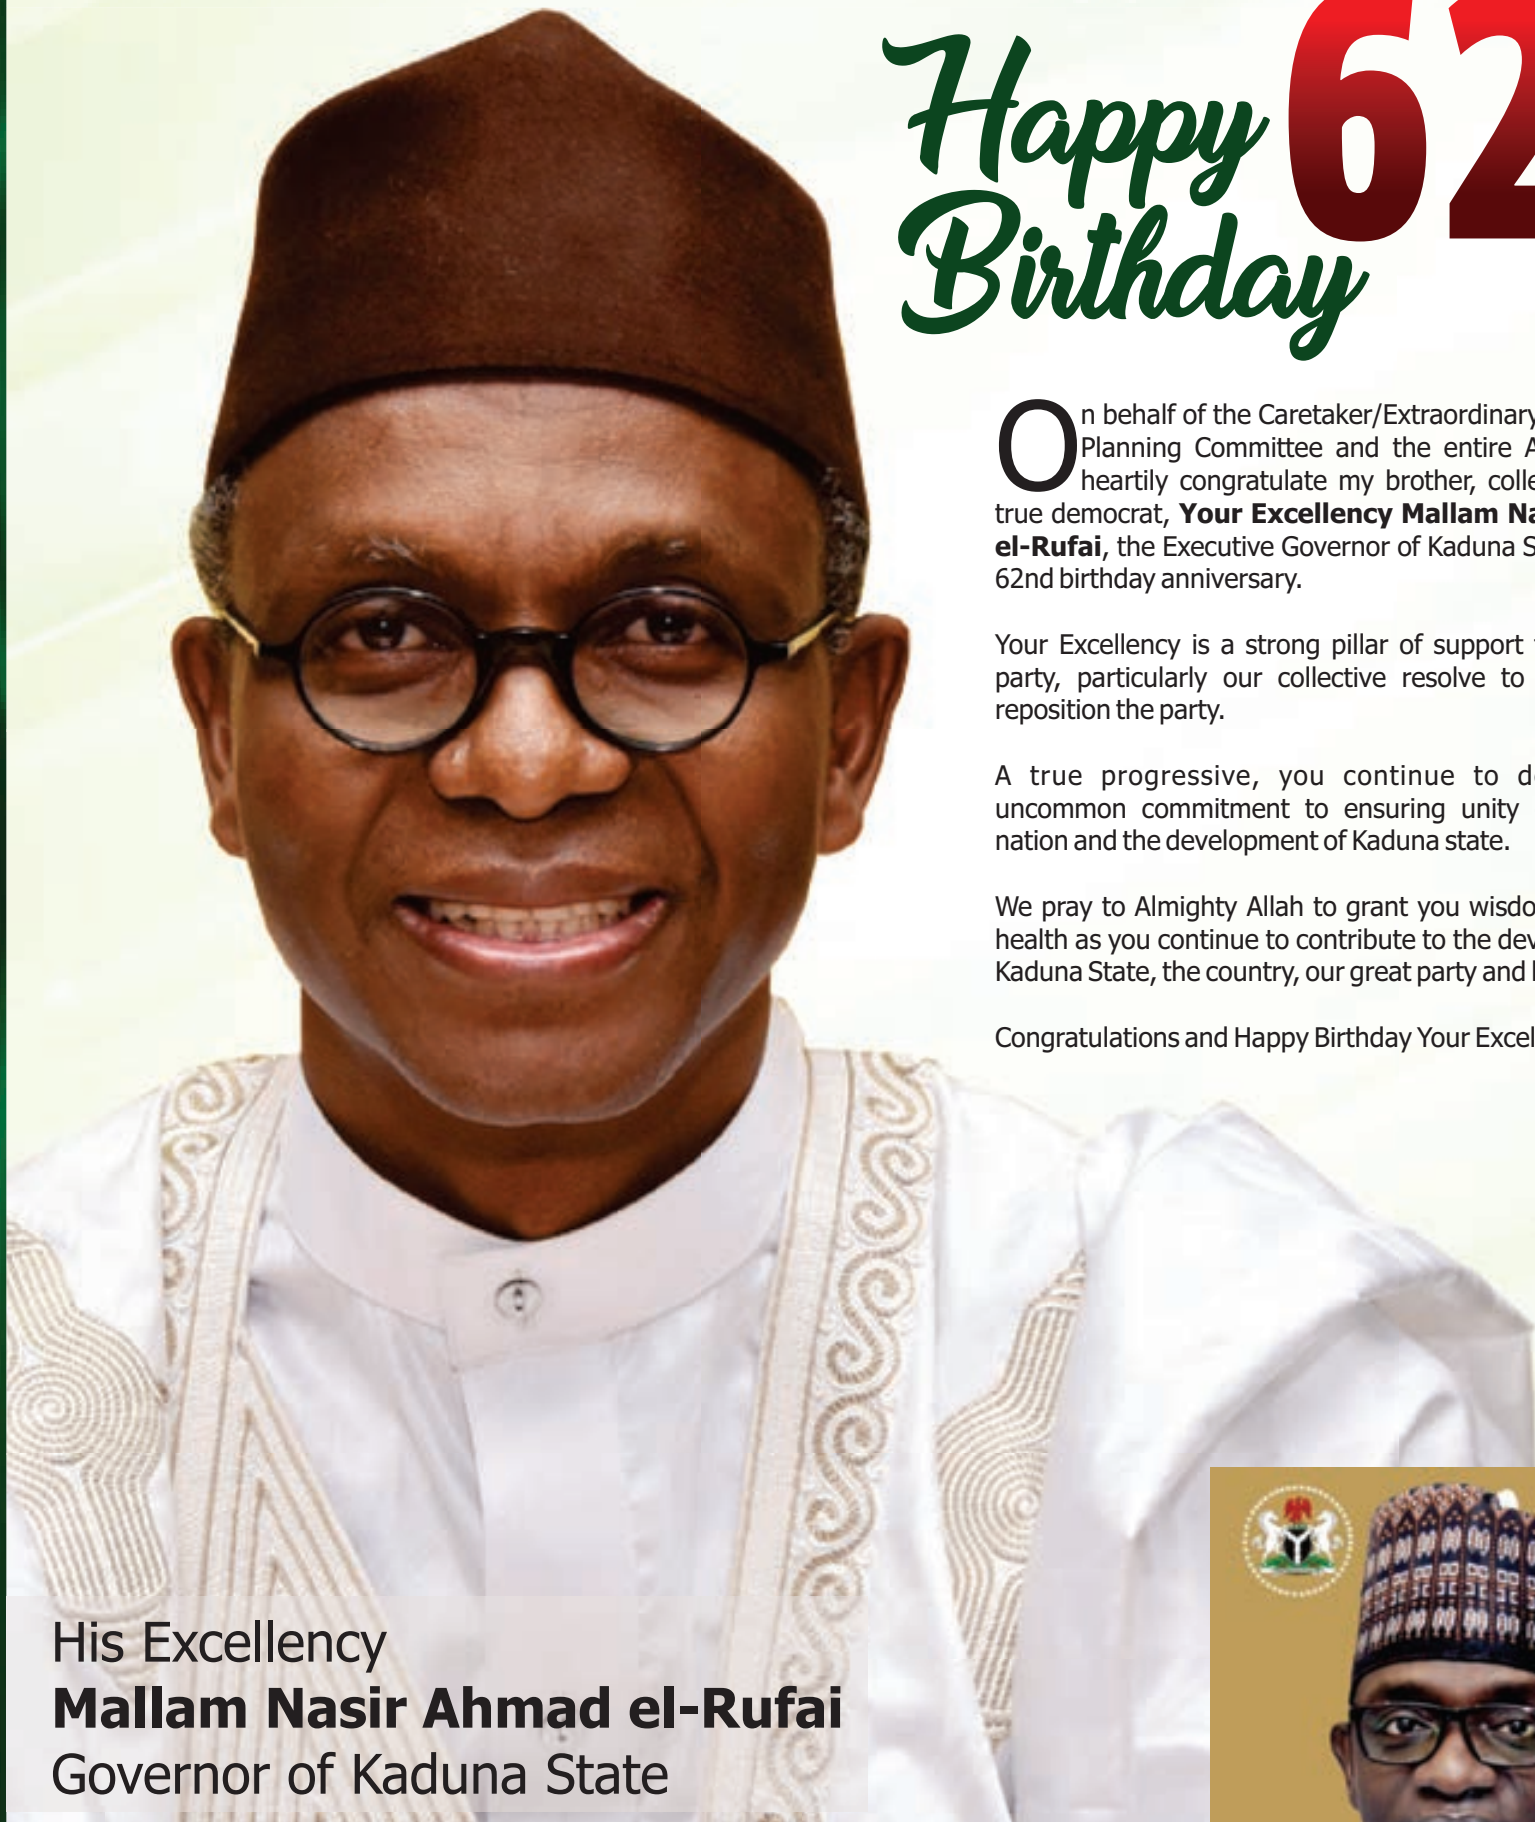 Happy 62
Birthday
On behalf of the Caretaker/Extraordinary
Planning Committee and the entire
heartily congratulate my brother,
true democrat, Your Excellency Mallam
el-Rufai, the Executive Governor of Kaduna
62nd birthday anniversary.
Your Excellency is a strong pillar of support
party, particularly our collective resolve to
reposition the party.
A true progressive, you continue to
uncommon commitment to ensuring unity
nation and the development of Kaduna state.
We pray to Almighty Allah to grant you
health as you continue to contribute to the
Kaduna State, the country, our great party and
Congratulations and Happy Birthday Your
His Excellency
Mallam Nasir Ahmad el-Rufai
Governor of Kaduna State